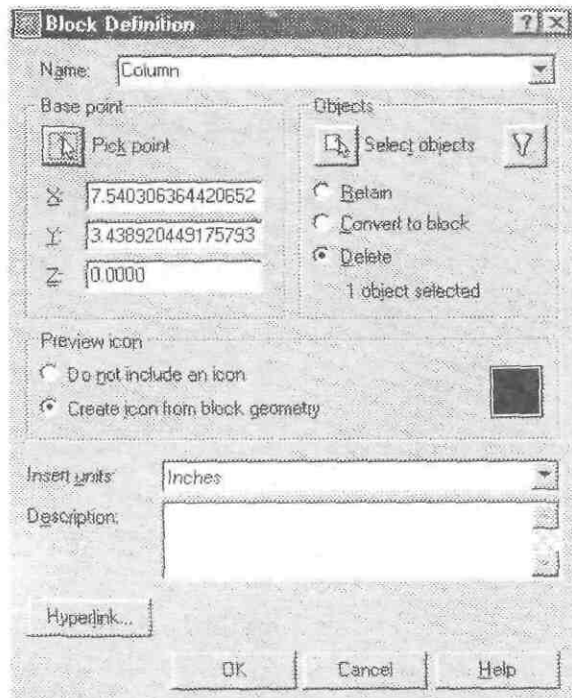 Block Definition
Name: Column
Base point
Pick point
X: 7.540306364420652
Y: 3.438920449175793
Z: 0.0000
Objects
Select objects
Retain
Convert to block
Delete
1 object selected
Preview icon
Do not include an icon
Create icon from block geometry
Insert units: Inches
Description:
Hyperlink...
OK Cancel Help